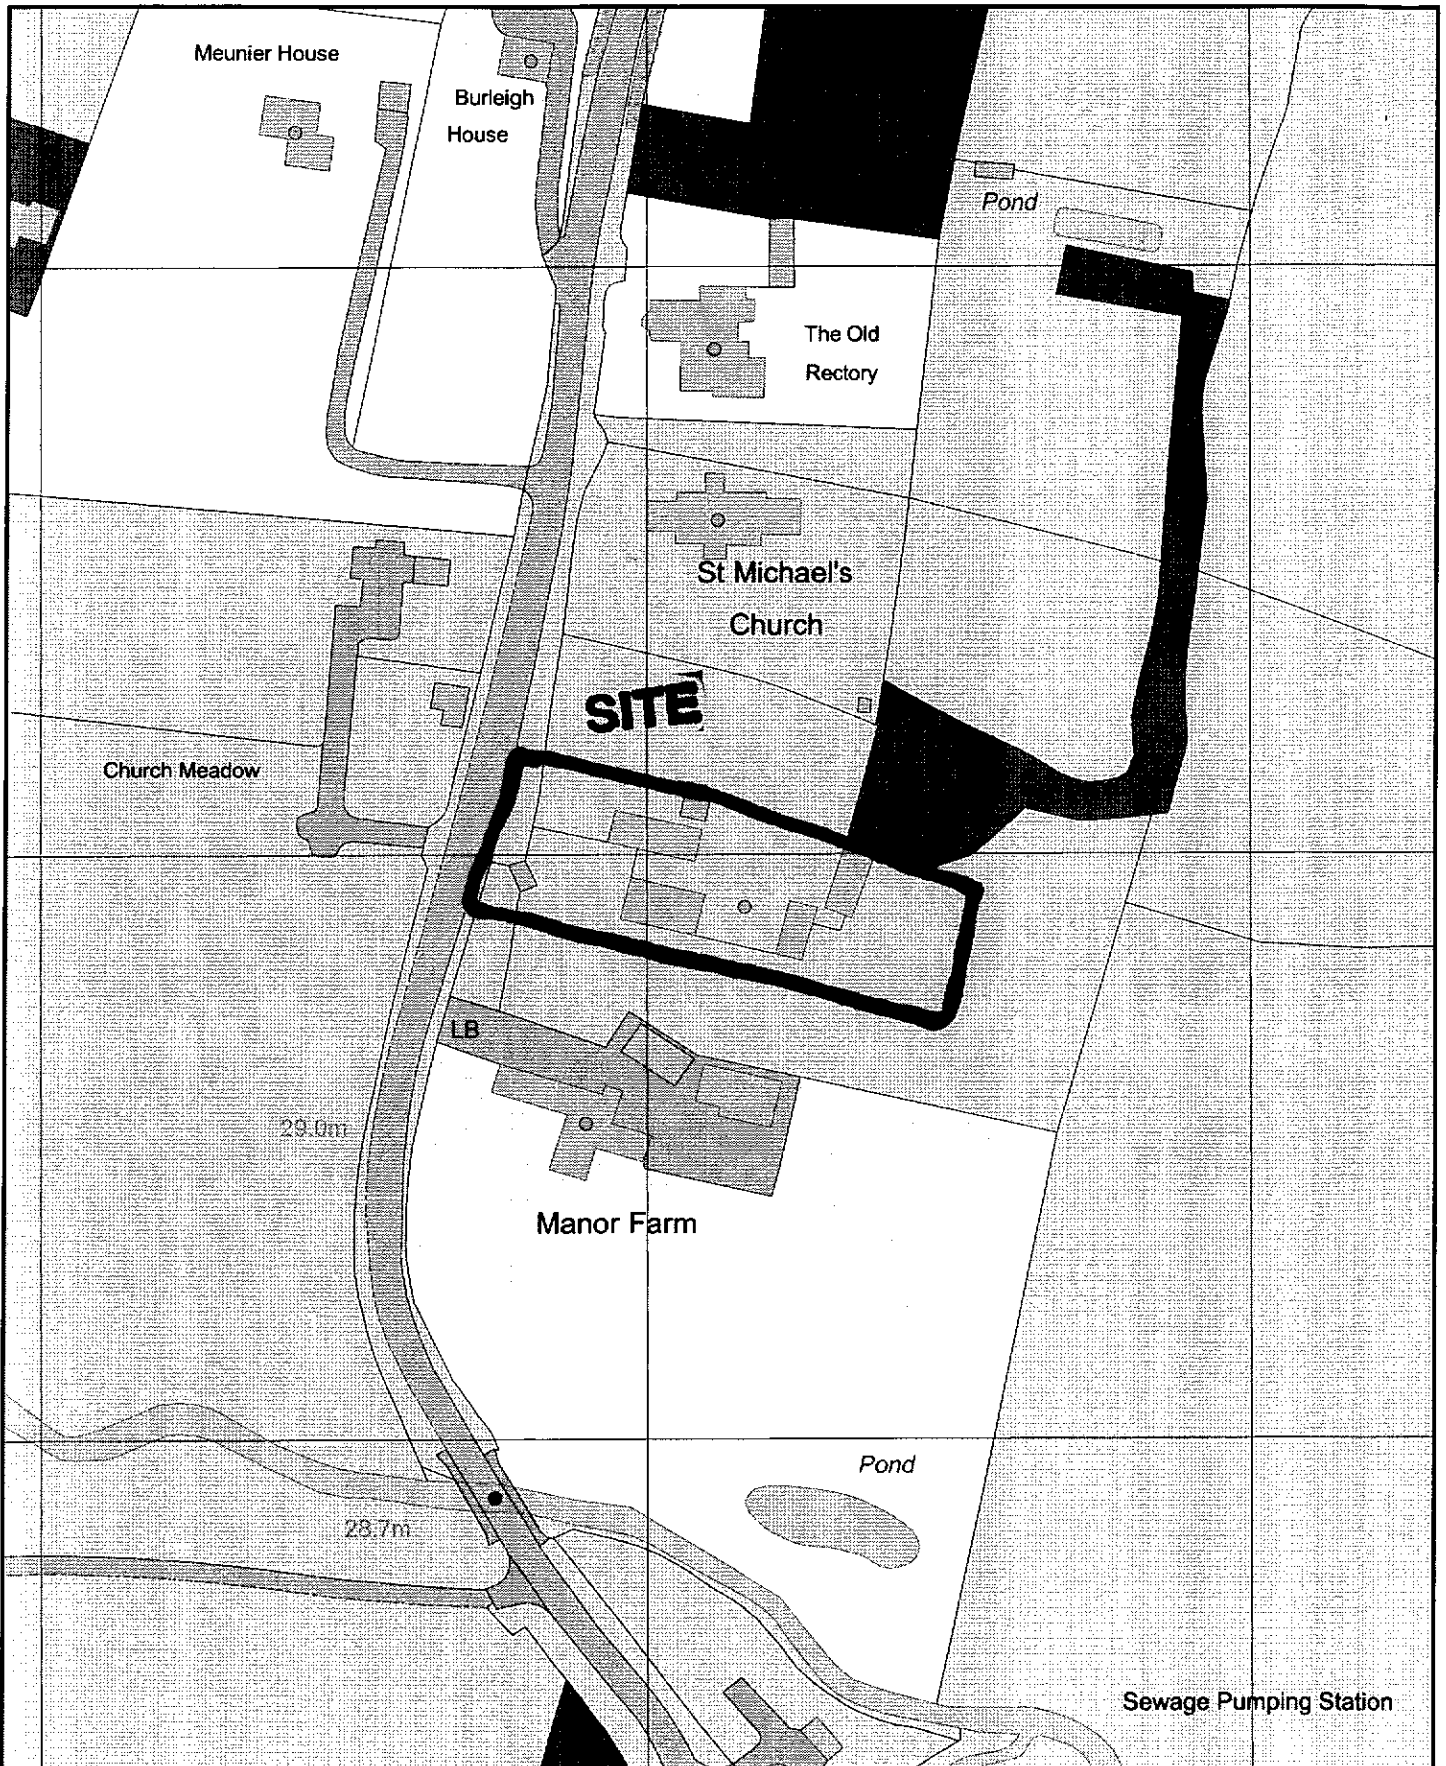 Meunier House
Burleigh
House
Pond
The Old
Rectory
St Michael's
Church
SITE
Church Meadow
LB
29.0m
Manor Farm
Pond
28.7m
Sewage Pumping Station